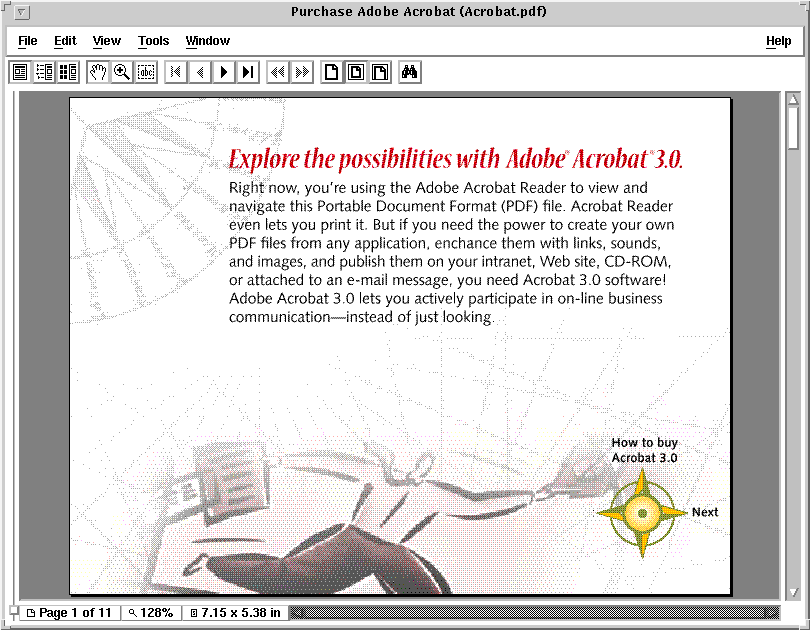 Purchase Adobe Acrobat (Acrobat.pdf)
File Edit View Tools Window Help
abc
Explore the possibilities with Adobe® Acrobat® 3.0.
Right now, you're using the Adobe Acrobat Reader to view and
navigate this Portable Document Format (PDF) file. Acrobat Reader
even lets you print it. But if you need the power to create your own
PDF files from any application, enchance them with links, sounds,
and images, and publish them on your intranet, Web site, CD-ROM,
or attached to an e-mail message, you need Acrobat 3.0 software!
Adobe Acrobat 3.0 lets you actively participate in on-line business
communication—instead of just looking.
How to buy
Acrobat 3.0
Next
Page 1 of 11 128% 7.15 x 5.38 in